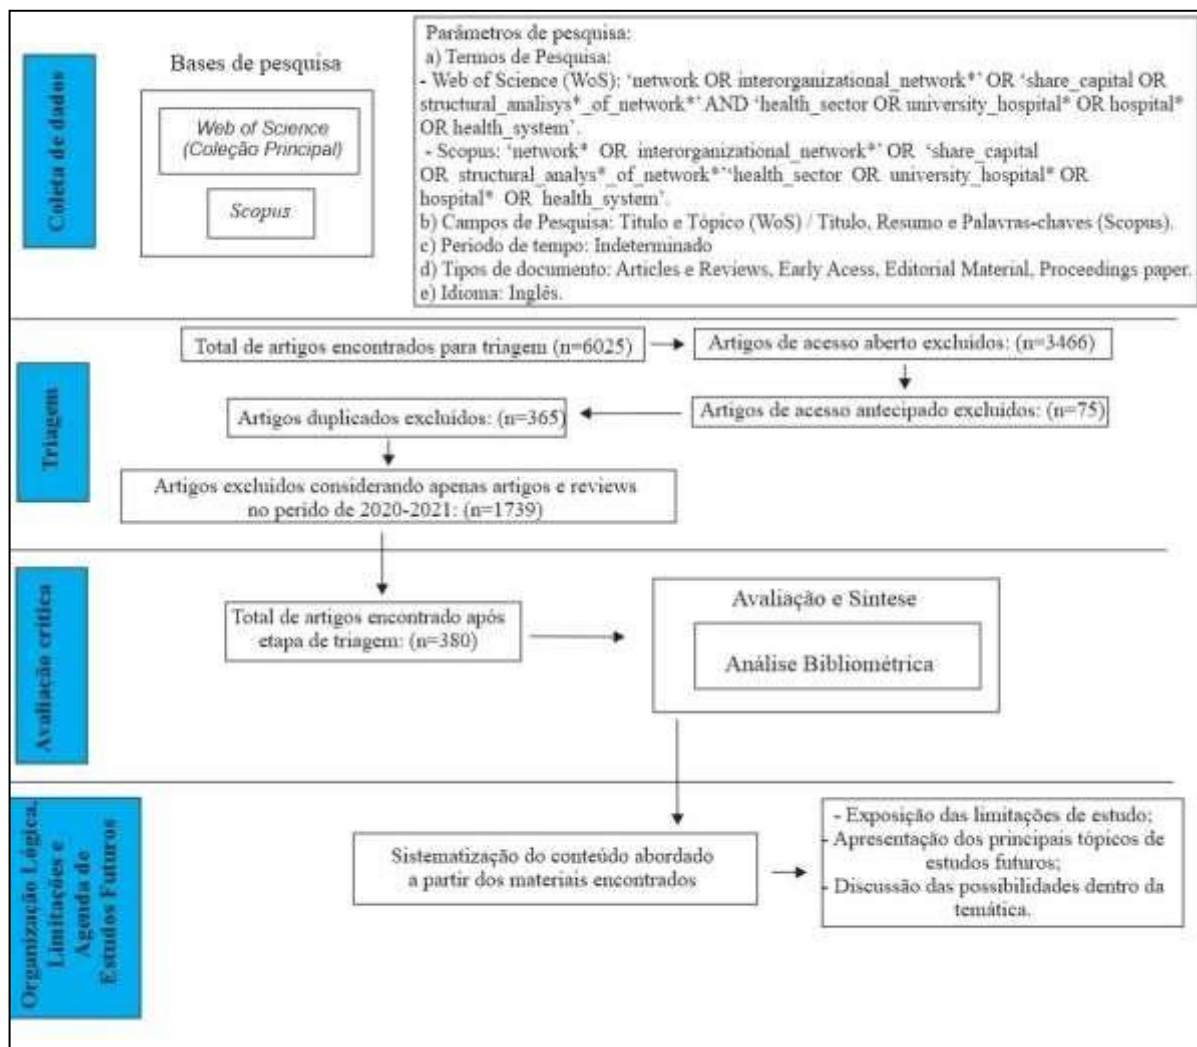 Coleta de dados
Bases de pesquisa
Web of Science
(Coleção Principal)
Scopus
Parâmetros de pesquisa:
a) Termos de Pesquisa:
- Web of Science (WoS): ‘network OR interorganizational_network*’ OR ‘share_capital OR
structural_analisys*_of_network*’ AND ‘health_sector OR university_hospital* OR hospital*
OR health_system’.
- Scopus: ‘network* OR interorganizational_network*’ OR ‘share_capital
OR structural_analys*_of_network*’‘health_sector OR university_hospital* OR
hospital* OR health_system’.
b) Campos de Pesquisa: Título e Tópico (WoS) / Título, Resumo e Palavras-chaves (Scopus).
c) Período de tempo: Indeterminado
d) Tipos de documento: Articles e Reviews, Early Acess, Editorial Material, Proceedings paper.
e) Idioma: Inglês.
Triagem
Total de artigos encontrados para triagem (n=6025)
Artigos de acesso aberto excluídos: (n=3466)
Artigos de acesso antecipado excluídos: (n=75)
Artigos duplicados excluídos: (n=365)
Artigos excluídos considerando apenas artigos e reviews
no perído de 2020-2021: (n=1739)
Avaliação crítica
Total de artigos encontrado após
etapa de triagem: (n=380)
Avaliação e Síntese
Análise Bibliométrica
Organização Lógica,
Limitações e
Agenda de
Estudos Futuros
Sistematização do conteúdo abordado
a partir dos materiais encontrados
- Exposição das limitações de estudo;
- Apresentação dos principais tópicos de
estudos futuros;
- Discussão das possibilidades dentro da
temática.